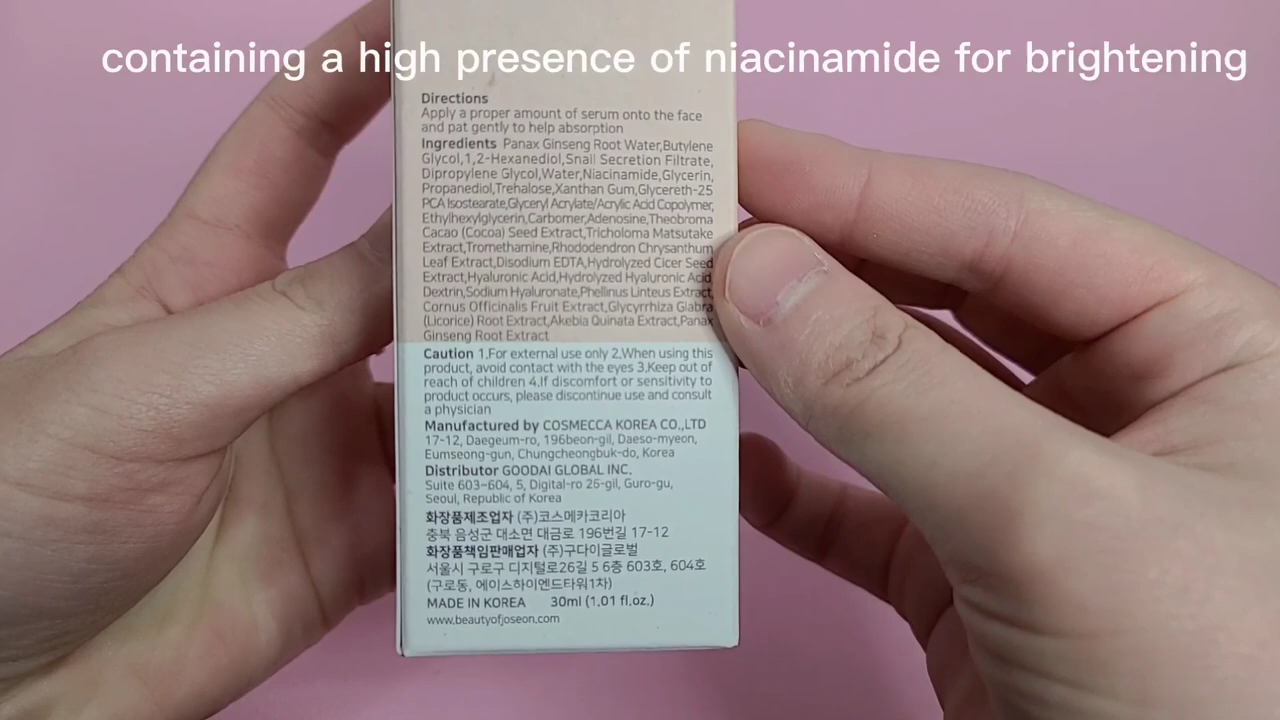 containing a high presence of niacinamide for brightening
Directions
Apply a proper amount of serum onto the face
and pat gently to help absorption
Ingredients Panax Ginseng Root Water,Butylene
Glycol,1,2-Hexanediol,Snail Secretion Filtrate,
Dipropylene Glycol,Water,Niacinamide,Glycerin,
Propanediol,Trehalose,Xanthan Gum,Glycereth-25
PCA Isostearate,Glyceryl Acrylate/Acrylic Acid Copolymer,
Ethylhexylglycerin,Carbomer,Adenosine,Theobroma
Cacao (Cocoa) Seed Extract,Tricholoma Matsutake
Extract,Tromethamine,Rhododendron Chrysanthum
Leaf Extract,Disodium EDTA,Hydrolyzed Cicer Seed
Extract,Hyaluronic Acid,Hydrolyzed Hyaluronic Acid,
Dextrin,Sodium Hyaluronate,Phellinus Linteus Extract,
Cornus Officinalis Fruit Extract,Glycyrrhiza Glabra
(Licorice) Root Extract,Akebia Quinata Extract,Panax
Ginseng Root Extract
Caution 1.For external use only 2.When using this
product, avoid contact with the eyes 3.Keep out of
reach of children 4.If discomfort or sensitivity to
product occurs, please discontinue use and consult
a physician
Manufactured by COSMECCA KOREA CO.,LTD
17-12, Daegeum-ro, 196beon-gil, Daeso-myeon,
Eumseong-gun, Chungcheongbuk-do, Korea
Distributor GOODAI GLOBAL INC.
Suite 603-604, 5, Digital-ro 26-gil, Guro-gu,
Seoul, Republic of Korea
화장품제조업자 (주)코스메카코리아
충북 음성군 대소면 대금로 196번길 17-12
화장품책임판매업자 (주)구다이글로벌
서울시 구로구 디지털로26길 5 6층 603호, 604호
(구로동, 에이스하이엔드타워1차)
MADE IN KOREA 30ml (1.01 fl.oz.)
www.beautyofjoseon.com